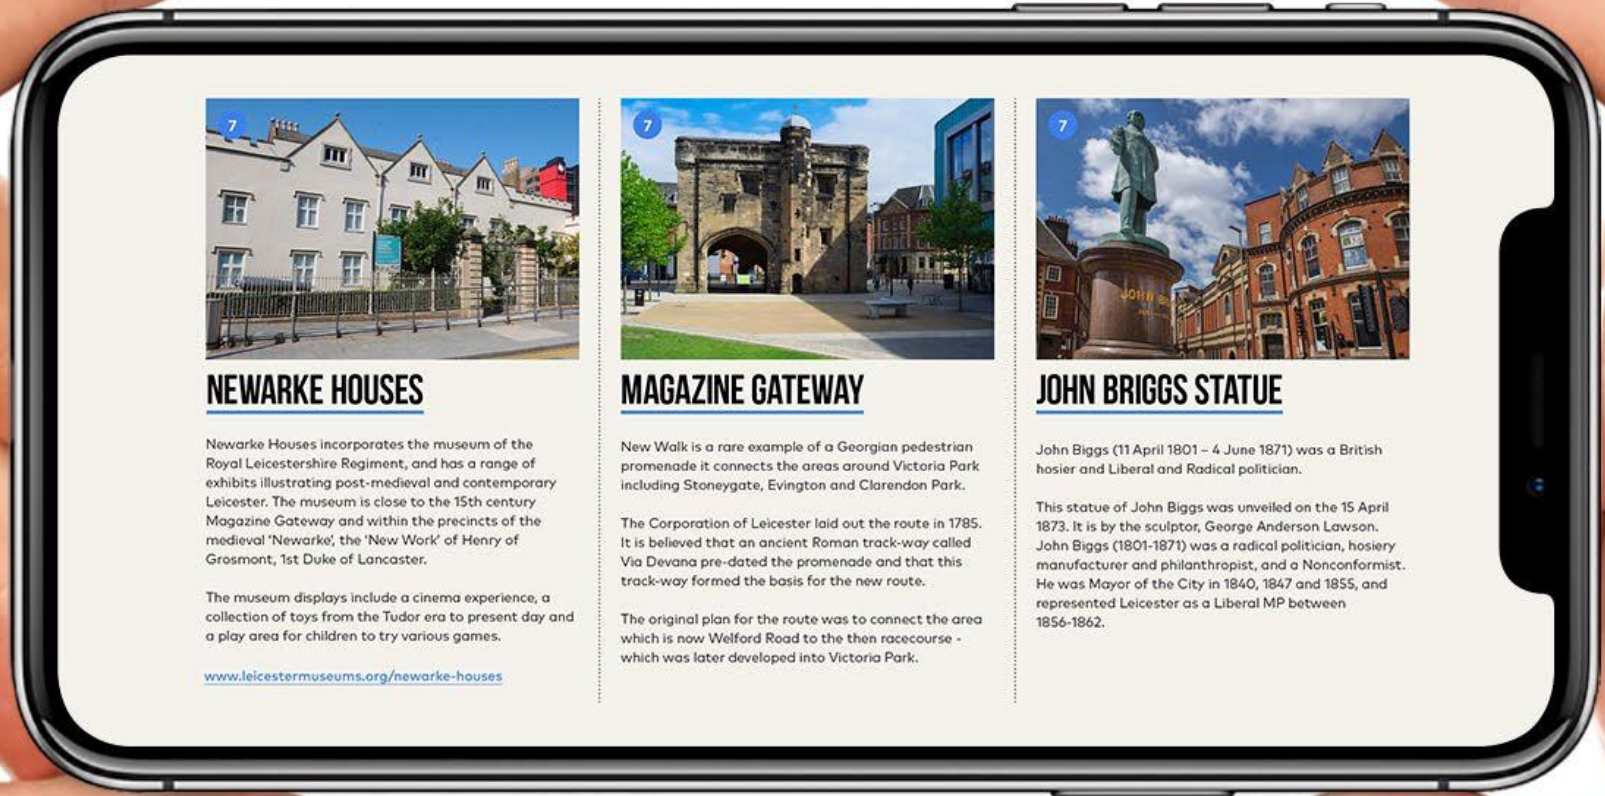 7
NEWARKE HOUSES
Newarke Houses incorporates the museum of the
Royal Leicestershire Regiment, and has a range of
exhibits illustrating post-medieval and contemporary
Leicester. The museum is close to the 15th century
Magazine Gateway and within the precincts of the
medieval 'Newarke', the 'New Work' of Henry of
Grosmont, 1st Duke of Lancaster.
The museum displays include a cinema experience, a
collection of toys from the Tudor era to present day and
a play area for children to try various games.
www.leicestermuseums.org/newarke-houses
7
MAGAZINE GATEWAY
New Walk is a rare example of a Georgian pedestrian
promenade it connects the areas around Victoria Park
including Stoneygate, Evington and Clarendon Park.
The Corporation of Leicester laid out the route in 1785.
It is believed that an ancient Roman track-way called
Via Devana pre-dated the promenade and that this
track-way formed the basis for the new route.
The original plan for the route was to connect the area
which is now Welford Road to the then racecourse -
which was later developed into Victoria Park.
7
JOHN
JOHN BRIGGS STATUE
John Biggs (11 April 1801 – 4 June 1871) was a British
hosier and Liberal and Radical politician.
This statue of John Biggs was unveiled on the 15 April
1873. It is by the sculptor, George Anderson Lawson.
John Biggs (1801-1871) was a radical politician, hosiery
manufacturer and philanthropist, and a Nonconformist.
He was Mayor of the City in 1840, 1847 and 1855, and
represented Leicester as a Liberal MP between
1856-1862.